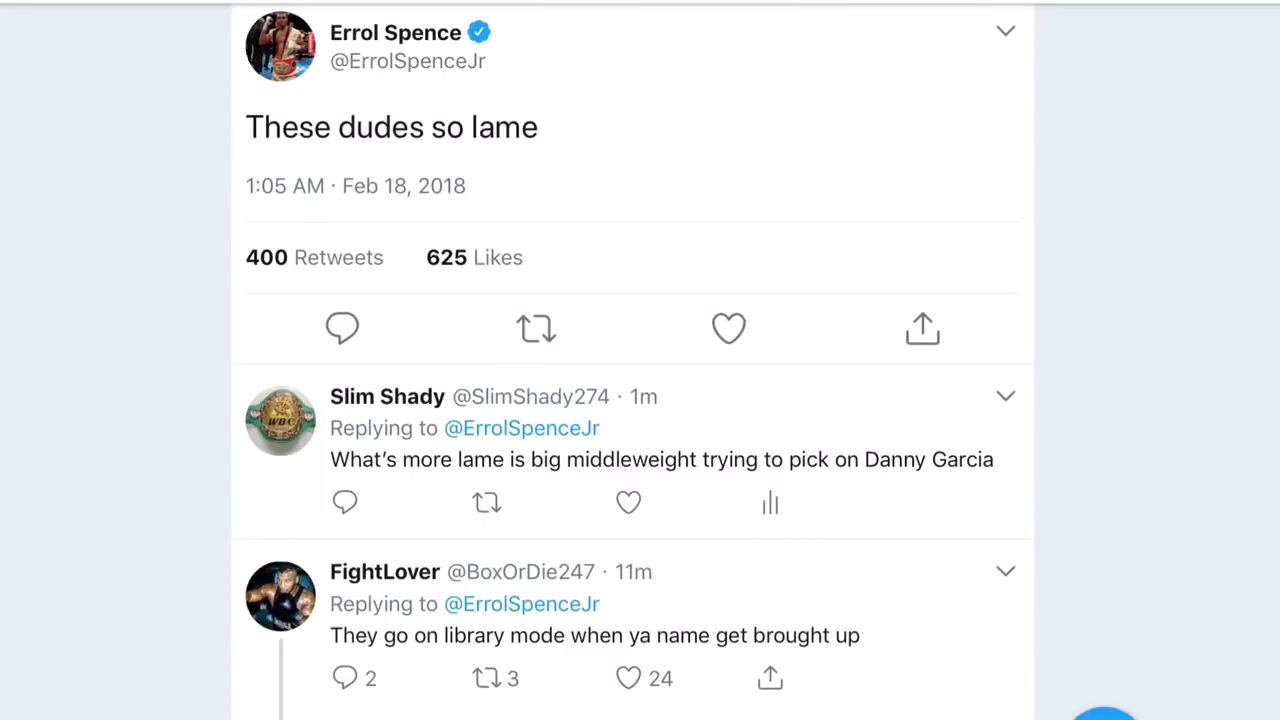 Errol Spence
@ErrolSpenceJr
These dudes so lame
1:05 AM · Feb 18, 2018
400 Retweets 625 Likes
Slim Shady @SlimShady274 · 1m
Replying to @ErrolSpenceJr
What’s more lame is big middleweight trying to pick on Danny Garcia
FightLover @BoxOrDie247 · 11m
Replying to @ErrolSpenceJr
They go on library mode when ya name get brought up
2 3 24